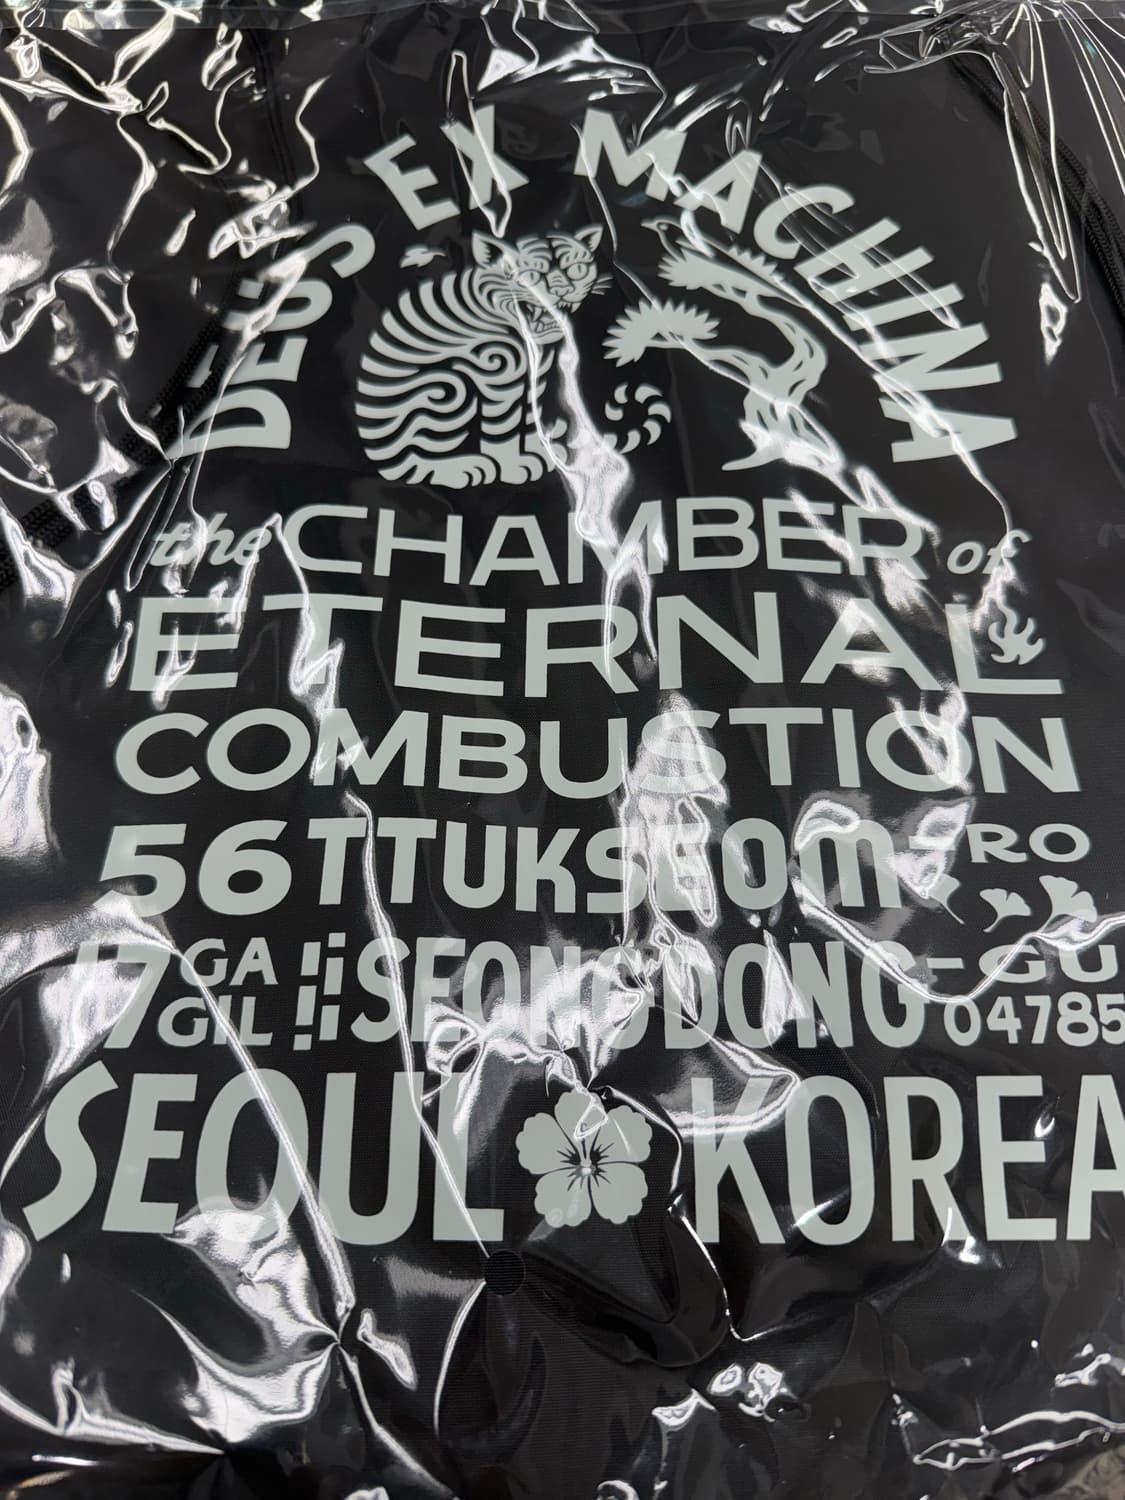 DEUS EX MACHINA
the CHAMBER of
ETERNAL
COMBUSTION
56 TTUKSEOM-RO
17 GA GIL SEONGDONG-GU 04785
SEOUL KOREA